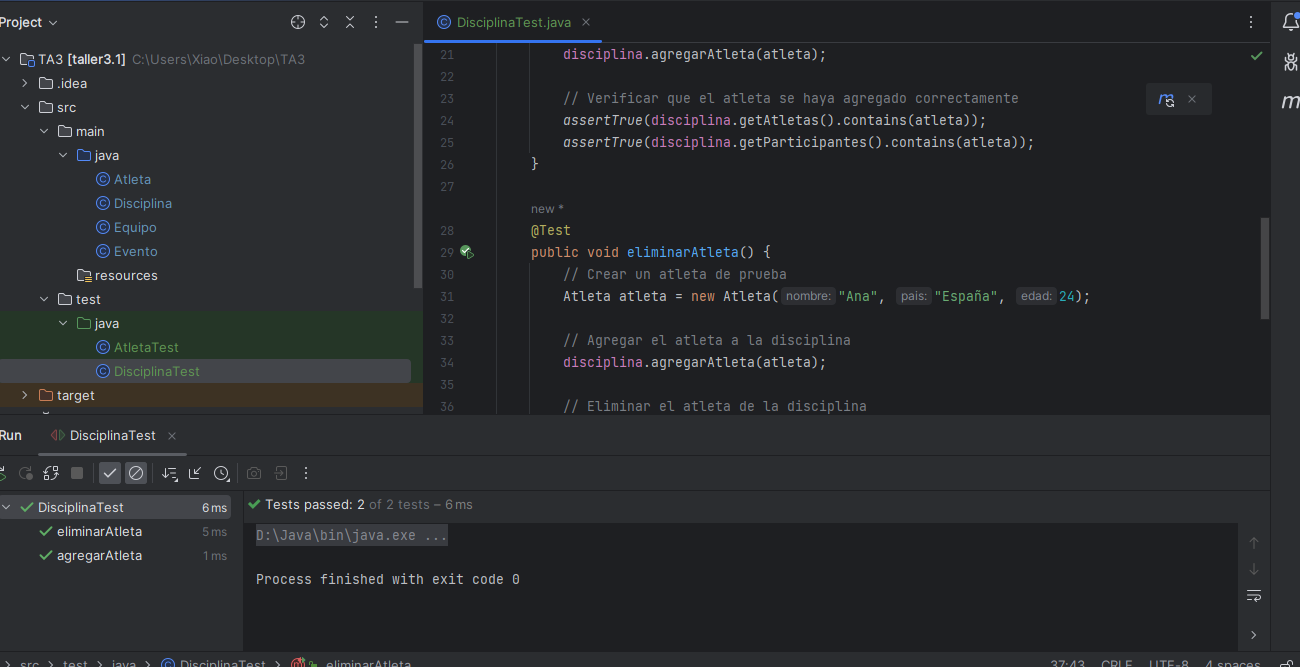 Project
DisciplinaTest.java
TA3 [taller3.1] C:\Users\Xiao\Desktop\TA3
.idea
src
main
java
Atleta
Disciplina
Equipo
Evento
resources
test
java
AtletaTest
DisciplinaTest
target
21 disciplina.agregarAtleta(atleta);
22
23 // Verificar que el atleta se haya agregado correctamente
24 assertTrue(disciplina.getAtletas().contains(atleta));
25 assertTrue(disciplina.getParticipantes().contains(atleta));
26 }
27
new *
28 @Test
29 public void eliminarAtleta() {
30 // Crear un atleta de prueba
31 Atleta atleta = new Atleta( nombre: "Ana", pais: "España", edad: 24);
32
33 // Agregar el atleta a la disciplina
34 disciplina.agregarAtleta(atleta);
35
36 // Eliminar el atleta de la disciplina
m
m
Run DisciplinaTest
DisciplinaTest 6 ms
eliminarAtleta 5 ms
agregarAtleta 1 ms
Tests passed: 2 of 2 tests – 6 ms
D:\Java\bin\java.exe ...
Process finished with exit code 0
src > test > java > DisciplinaTest > eliminarAtleta 37:43 CRLF UTF-8 4 spaces